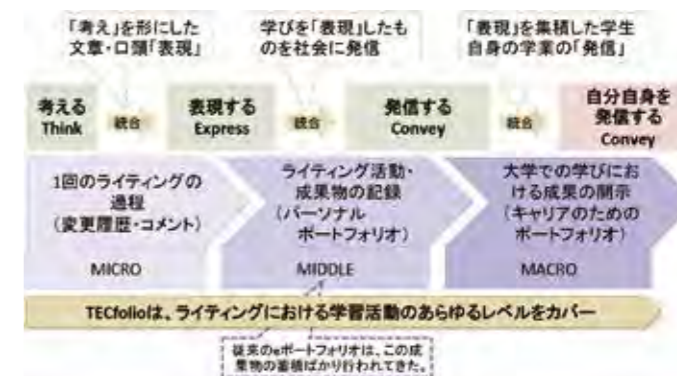 「考え」を形にした
文章・口頭「表現」
学びを「表現」したも
のを社会に発信
「表現」を集積した学生
自身の学業の「発信」
考える
Think
統合
表現する
Express
統合
発信する
Convey
統合
自分自身を
発信する
Convey
1回のライティングの
過程
(変更履歴・コメント)
MICRO
ライティング活動・
成果物の記録
(パーソナル
ポートフォリオ)
MIDDLE
大学での学びにお
ける成果の開示
(キャリアのための
ポートフォリオ)
MACRO
TECfolioは、ライティングにおける学習活動のあらゆるレベルをカバー
従来のeポートフォリオは、この成
果物の蓄積ばかり行われてきた。